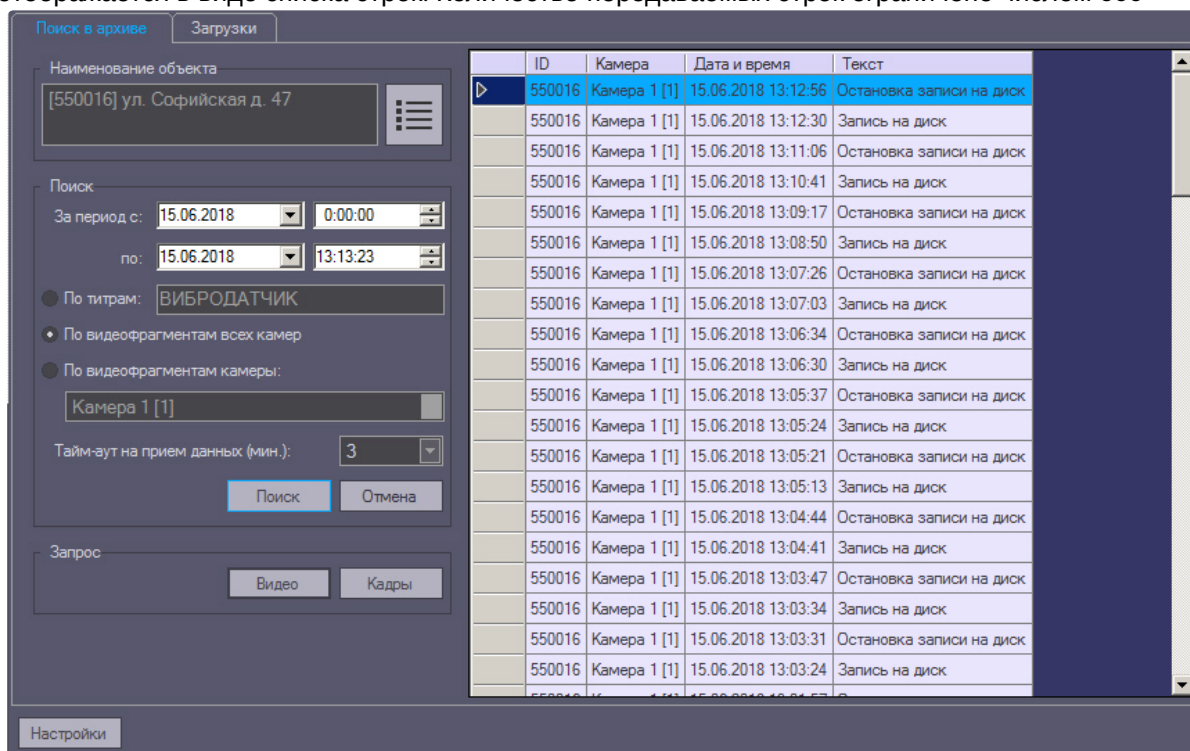 Поиск в архиве Загрузки
Наименование объекта
[550016] ул. Софийская д. 47
Поиск
За период с: 15.06.2018 0:00:00
по: 15.06.2018 13:13:23
По титрам: ВИБРОДАТЧИК
По видеофрагментам всех камер
По видеофрагментам камеры:
Камера 1 [1]
Тайм-аут на прием данных (мин.): 3
Поиск Отмена
Запрос
Видео Кадры
ID Камера Дата и время Текст
550016 Камера 1 [1] 15.06.2018 13:12:56 Остановка записи на диск
550016 Камера 1 [1] 15.06.2018 13:12:30 Запись на диск
550016 Камера 1 [1] 15.06.2018 13:11:06 Остановка записи на диск
550016 Камера 1 [1] 15.06.2018 13:10:41 Запись на диск
550016 Камера 1 [1] 15.06.2018 13:09:17 Остановка записи на диск
550016 Камера 1 [1] 15.06.2018 13:08:50 Запись на диск
550016 Камера 1 [1] 15.06.2018 13:07:26 Остановка записи на диск
550016 Камера 1 [1] 15.06.2018 13:07:03 Запись на диск
550016 Камера 1 [1] 15.06.2018 13:06:34 Остановка записи на диск
550016 Камера 1 [1] 15.06.2018 13:06:30 Запись на диск
550016 Камера 1 [1] 15.06.2018 13:05:37 Остановка записи на диск
550016 Камера 1 [1] 15.06.2018 13:05:24 Запись на диск
550016 Камера 1 [1] 15.06.2018 13:05:21 Остановка записи на диск
550016 Камера 1 [1] 15.06.2018 13:05:13 Запись на диск
550016 Камера 1 [1] 15.06.2018 13:04:44 Остановка записи на диск
550016 Камера 1 [1] 15.06.2018 13:04:41 Запись на диск
550016 Камера 1 [1] 15.06.2018 13:03:47 Остановка записи на диск
550016 Камера 1 [1] 15.06.2018 13:03:34 Запись на диск
550016 Камера 1 [1] 15.06.2018 13:03:31 Остановка записи на диск
550016 Камера 1 [1] 15.06.2018 13:03:24 Запись на диск
Настройки